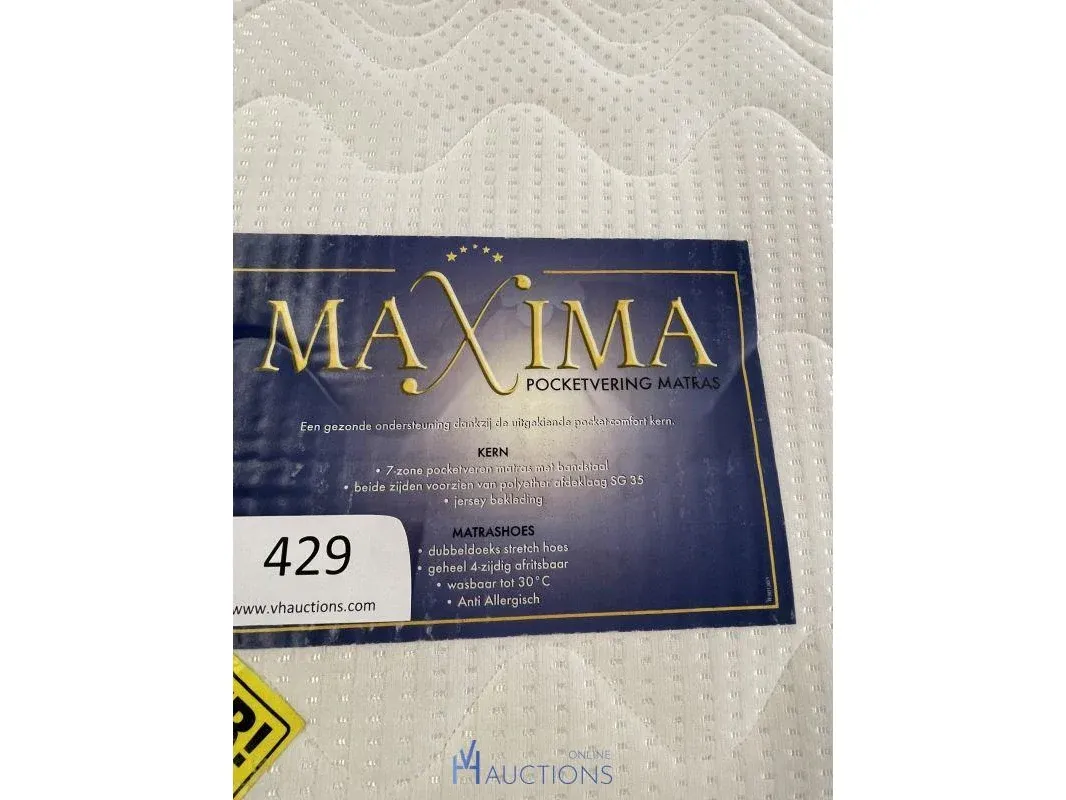 MAXIMA
POCKETVERING MATRAS
Een gezonde ondersteuning dankzij de uitgekiende pocket comfort kern.
KERN
• 7-zone pocketveren matras met bandstaal
• beide zijden voorzien van polyether afdeklaag SG 35
• jersey bekleding
MATRASHOES
• dubbeldoeks stretch hoes
• geheel 4-zijdig afritsbaar
• wasbaar tot 30°C
• Anti Allergisch
429
www.vhauctions.com
R!
VH ONLINE
AUCTIONS